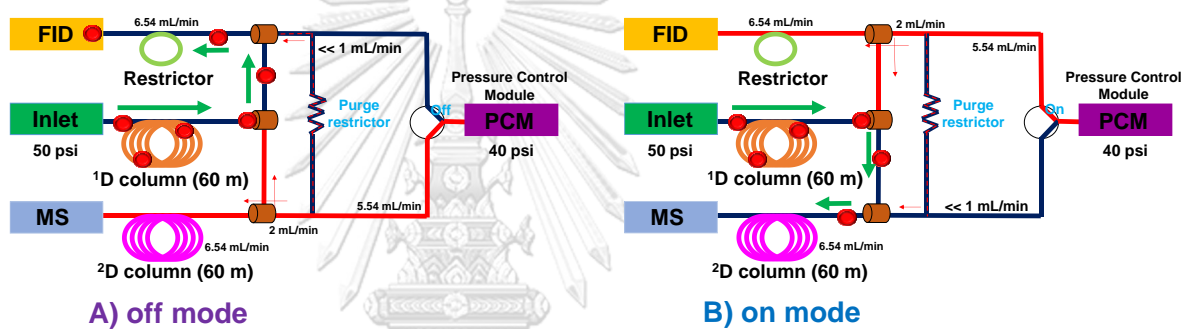 6.54 mL/min
FID
Restrictor
<< 1 mL/min
Pressure Control
Module
Off
PCM
40 psi
Purge
restrictor
Inlet
50 psi
1D column (60 m)
MS
5.54 mL/min
2 mL/min
6.54 mL/min
2D column (60 m)
A) off mode
6.54 mL/min
2 mL/min
FID
Restrictor
5.54 mL/min
Pressure Control
Module
On
PCM
40 psi
Purge
restrictor
Inlet
50 psi
1D column (60 m)
MS
<< 1 mL/min
6.54 mL/min
2D column (60 m)
B) on mode